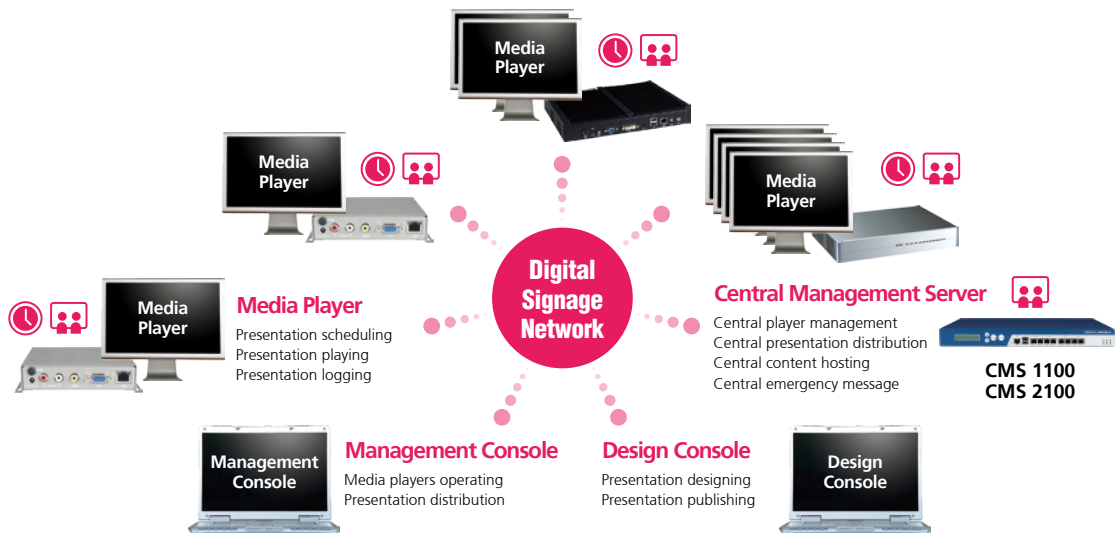 Media
Player
Media
Player
Media
Player
Media
Player
Digital
Signage
Network
Media Player
Presentation scheduling
Presentation playing
Presentation logging
Central Management Server
Central player management
Central presentation distribution
Central content hosting
Central emergency message
CMS 1100
CMS 2100
Management
Console
Management Console
Media players operating
Presentation distribution
Design Console
Presentation designing
Presentation publishing
Design
Console